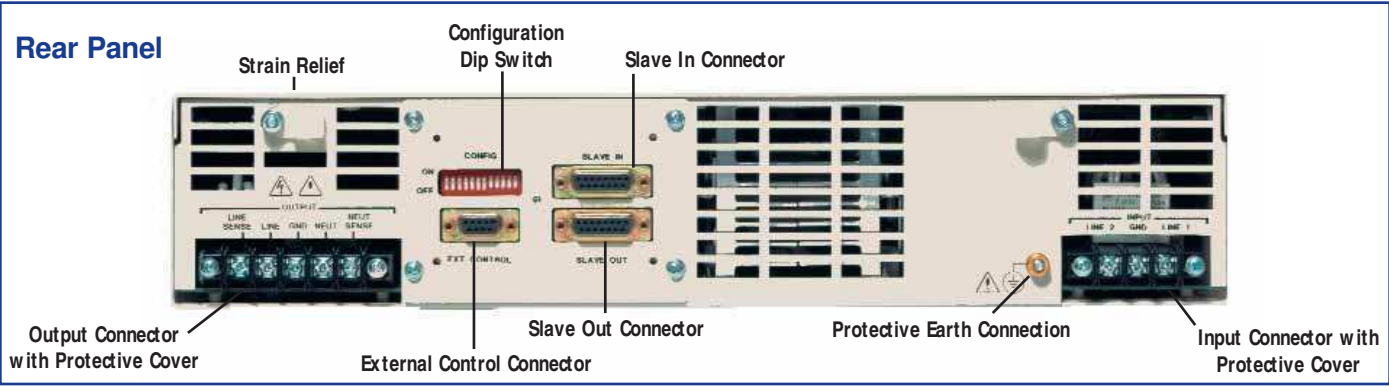 Rear Panel
Strain Relief
Configuration
Dip Switch
Slave In Connector
CONFIG
ON
OFF
SLAVE IN
EXT CONTROL
SLAVE OUT
OUTPUT
LINE SENSE
LINE
GND
NEUT
NEUT SENSE
INPUT
LINE 2
GND
LINE 1
Output Connector
with Protective Cover
External Control Connector
Slave Out Connector
Protective Earth Connection
Input Connector with
Protective Cover